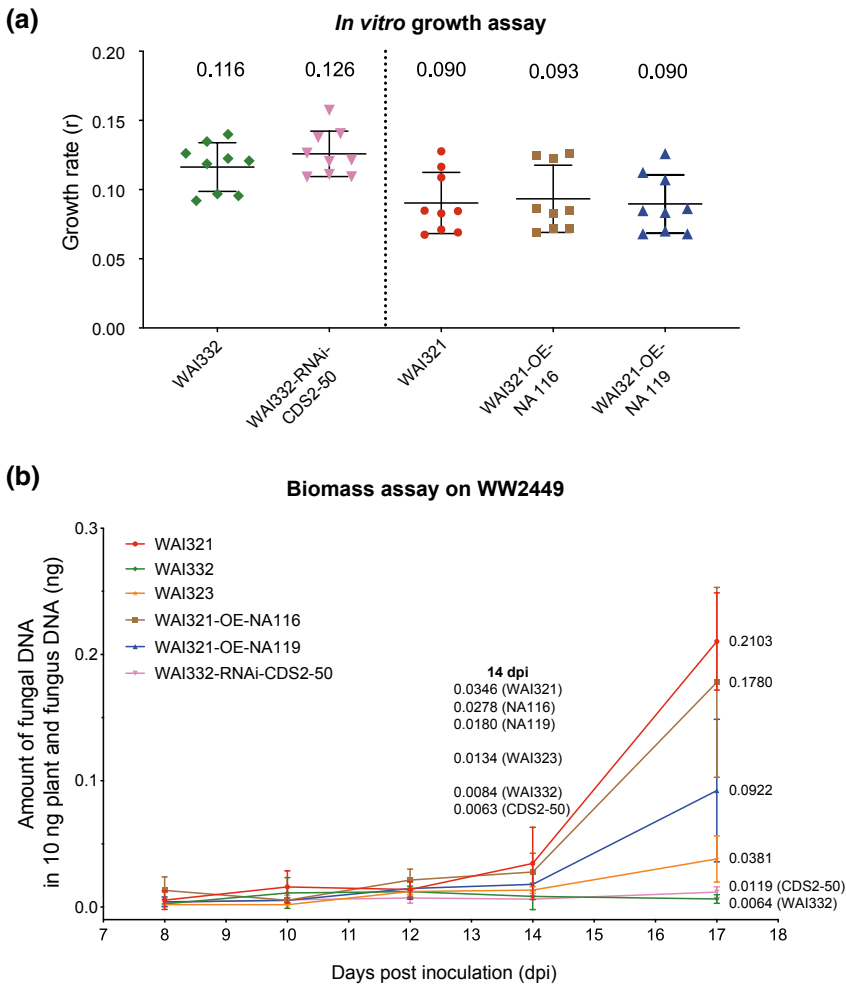 (a)
In vitro growth assay
0.20
0.15
0.10
0.05
0.00
Growth rate (r)
0.116
0.126
0.090
0.093
0.090
WAI332
WAI332-RNAi-
CDS2-50
WAI321
WAI321-OE-
NA 116
WAI321-OE-
NA 119
(b)
Biomass assay on WW2449
Amount of fungal DNA
in 10 ng plant and fungus DNA (ng)
0.3
0.2
0.1
0.0
WAI321
WAI332
WAI323
WAI321-OE-NA116
WAI321-OE-NA119
WAI332-RNAi-CDS2-50
14 dpi
0.0346 (WAI321)
0.0278 (NA116)
0.0180 (NA119)
0.0134 (WAI323)
0.0084 (WAI332)
0.0063 (CDS2-50)
0.2103
0.1780
0.0922
0.0381
0.0119 (CDS2-50)
0.0064 (WAI332)
7 8 9 10 11 12 13 14 15 16 17 18
Days post inoculation (dpi)